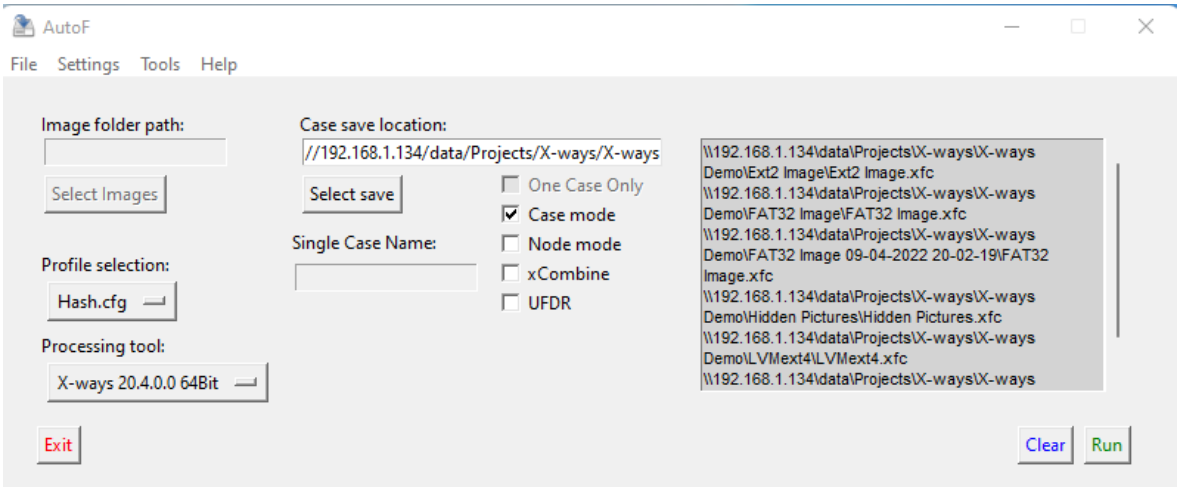 AutoF
File Settings Tools Help
Image folder path:
Select Images
Profile selection:
Hash.cfg
Processing tool:
X-ways 20.4.0.0 64Bit
Exit
Case save location:
//192.168.1.134/data/Projects/X-ways/X-ways
Select save
Single Case Name:
One Case Only
Case mode
Node mode
xCombine
UFDR
\\192.168.1.134\data\Projects\X-ways\X-ways
Demo\Ext2 Image\Ext2 Image.xfc
\\192.168.1.134\data\Projects\X-ways\X-ways
Demo\FAT32 Image\FAT32 Image.xfc
\\192.168.1.134\data\Projects\X-ways\X-ways
Demo\FAT32 Image 09-04-2022 20-02-19\FAT32
Image.xfc
\\192.168.1.134\data\Projects\X-ways\X-ways
Demo\Hidden Pictures\Hidden Pictures.xfc
\\192.168.1.134\data\Projects\X-ways\X-ways
Demo\LVMext4\LVMext4.xfc
\\192.168.1.134\data\Projects\X-ways\X-ways
Clear
Run